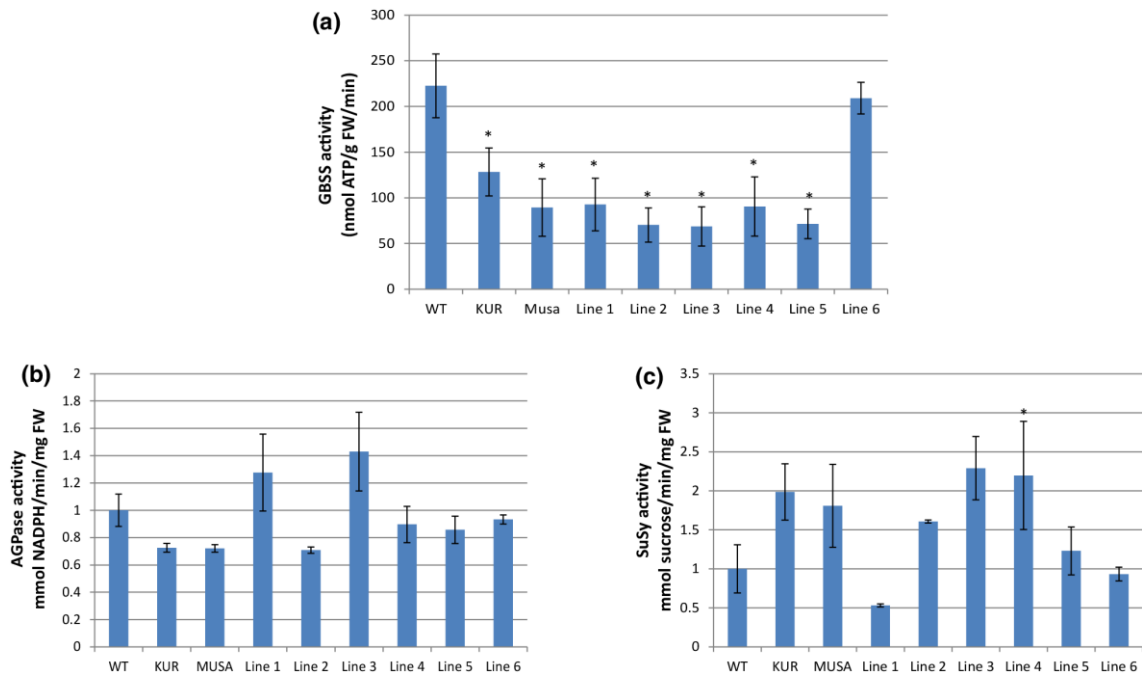 (a)
GBSS activity
(nmol ATP/g FW/min)
300
250
200
150
100
50
0
* * * * * * *
WT KUR Musa Line 1 Line 2 Line 3 Line 4 Line 5 Line 6
(b)
AGPase activity
mmol NADPH/min/mg FW
2
1.8
1.6
1.4
1.2
1
0.8
0.6
0.4
0.2
0
WT KUR MUSA Line 1 Line 2 Line 3 Line 4 Line 5 Line 6
(c)
SuSy activity
mmol sucrose/min/mg FW
3.5
3
2.5
2
1.5
1
0.5
0
*
WT KUR MUSA Line 1 Line 2 Line 3 Line 4 Line 5 Line 6